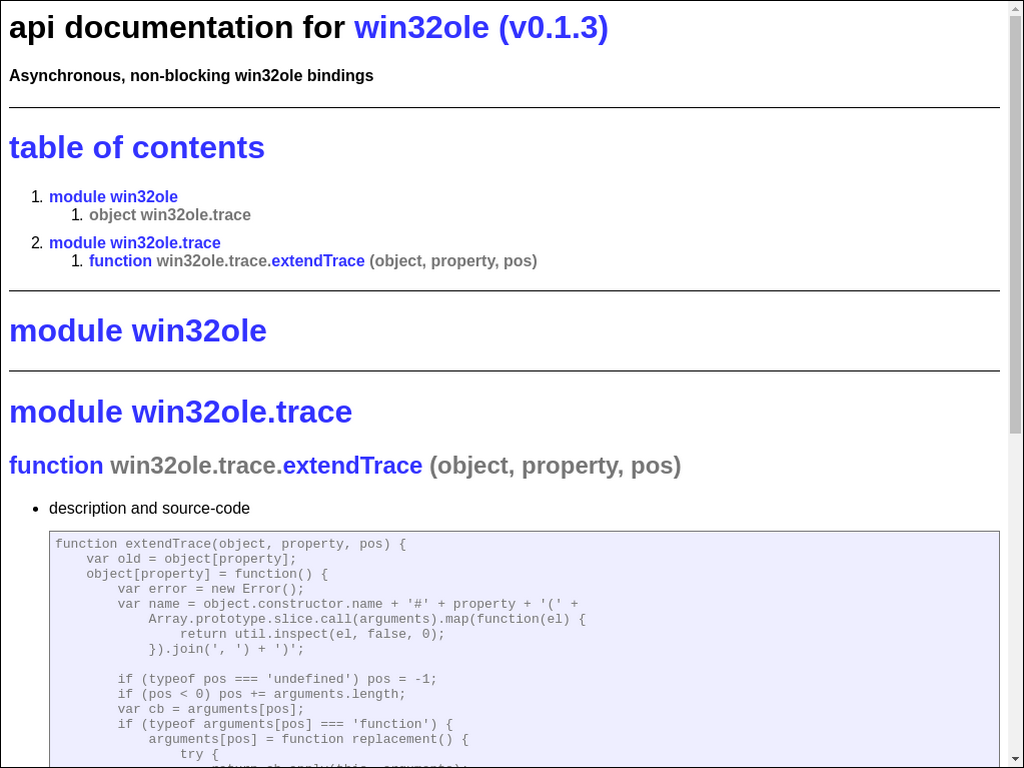 api documentation for win32ole (v0.1.3)
Asynchronous, non-blocking win32ole bindings
table of contents
1. module win32ole
1. object win32ole.trace
2. module win32ole.trace
1. function win32ole.trace.extendTrace (object, property, pos)
module win32ole
module win32ole.trace
function win32ole.trace.extendTrace (object, property, pos)
• description and source-code
function extendTrace(object, property, pos) {
    var old = object[property];
    object[property] = function() {
        var error = new Error();
        var name = object.constructor.name + '#' + property + '(' +
            Array.prototype.slice.call(arguments).map(function(el) {
                return util.inspect(el, false, 0);
            }).join(', ') + ')';
        if (typeof pos === 'undefined') pos = -1;
        if (pos < 0) pos += arguments.length;
        var cb = arguments[pos];
        if (typeof arguments[pos] === 'function') {
            arguments[pos] = function replacement() {
                try {
                    return cb.apply(this, arguments);